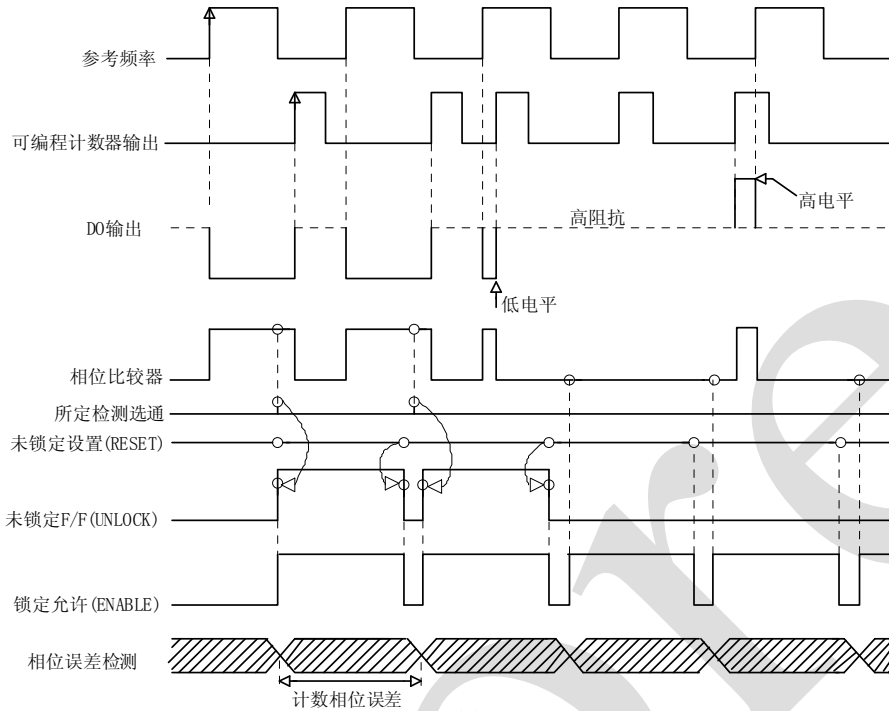 参考频率
可编程计数器输出
高电平
高阻抗
DO输出
低电平
相位比较器
所定检测选通
未锁定设置(RESET)
未锁定F/F(UNLOCK)
锁定允许(ENABLE)
相位误差检测
计数相位误差